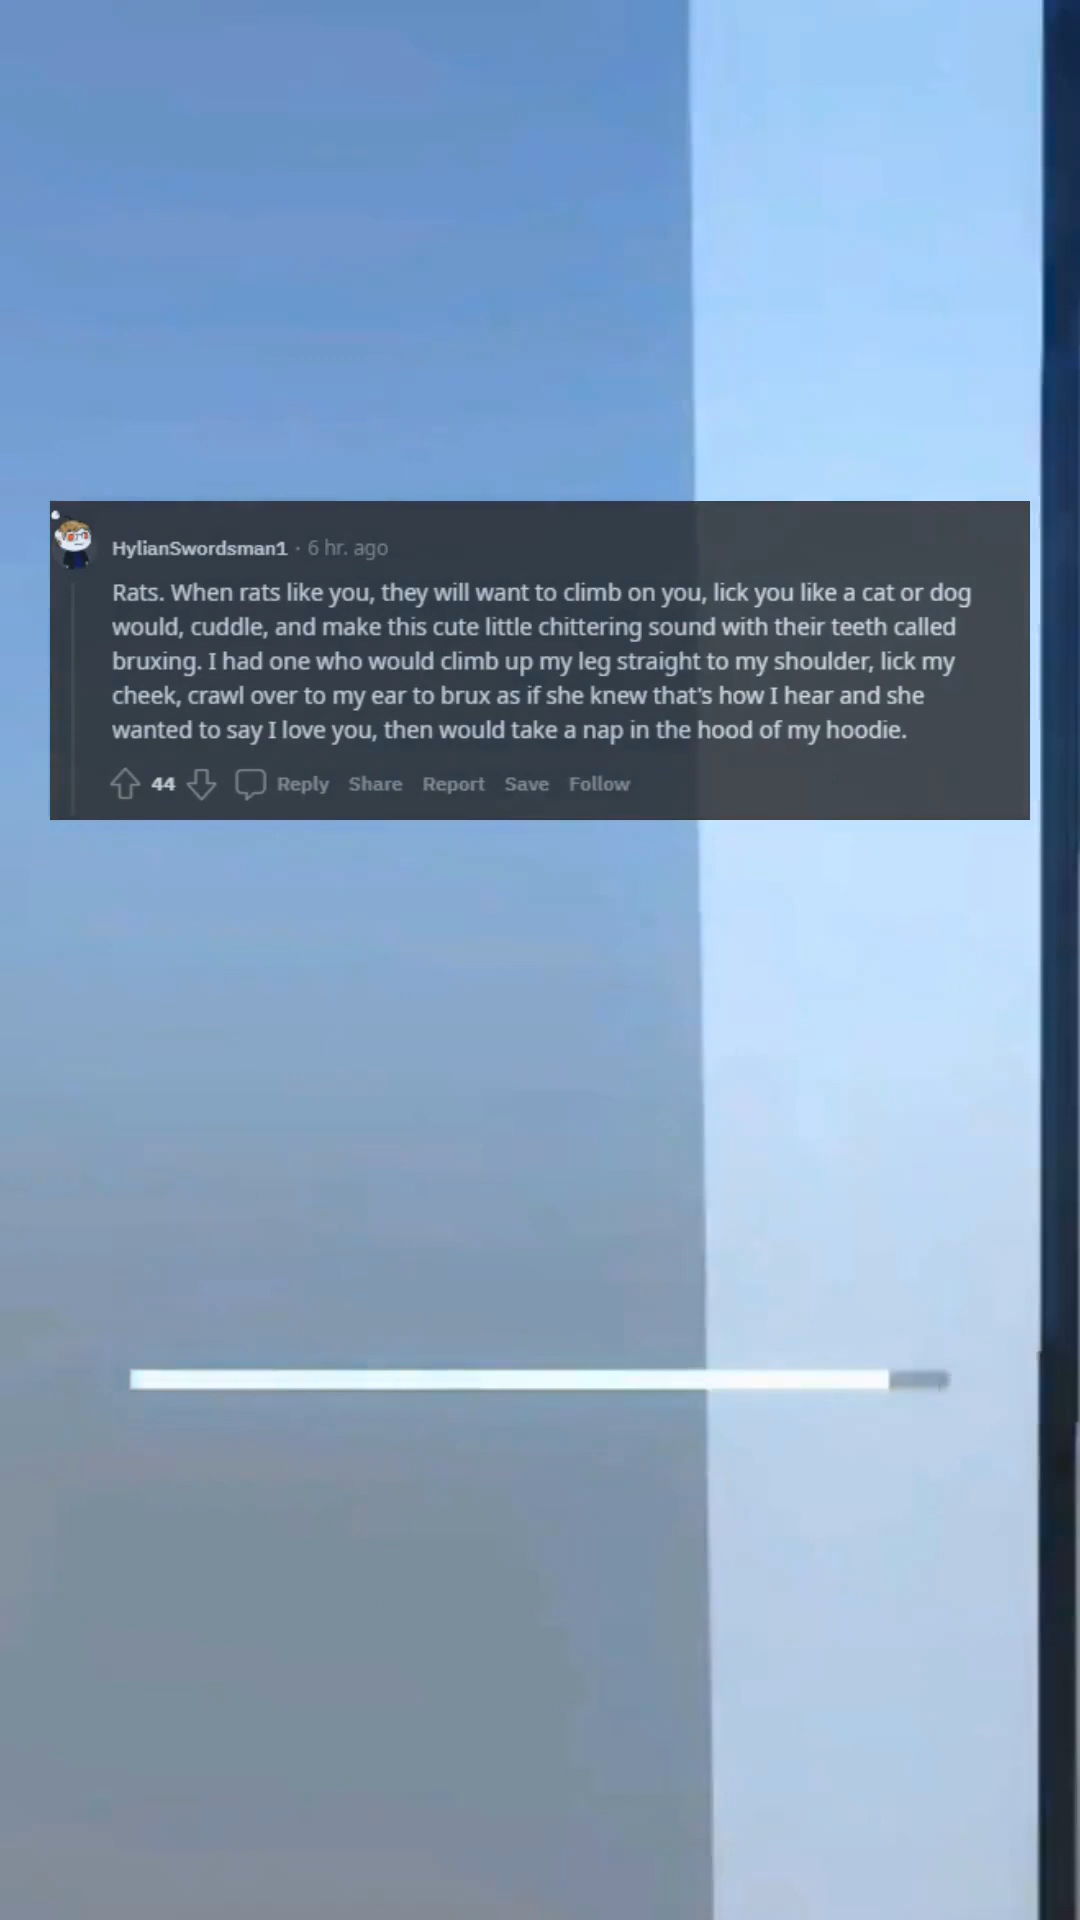 HylianSwordsman1 · 6 hr. ago
Rats. When rats like you, they will want to climb on you, lick you like a cat or dog
would, cuddle, and make this cute little chittering sound with their teeth called
bruxing. I had one who would climb up my leg straight to my shoulder, lick my
cheek, crawl over to my ear to brux as if she knew that's how I hear and she
wanted to say I love you, then would take a nap in the hood of my hoodie.
44 Reply Share Report Save Follow